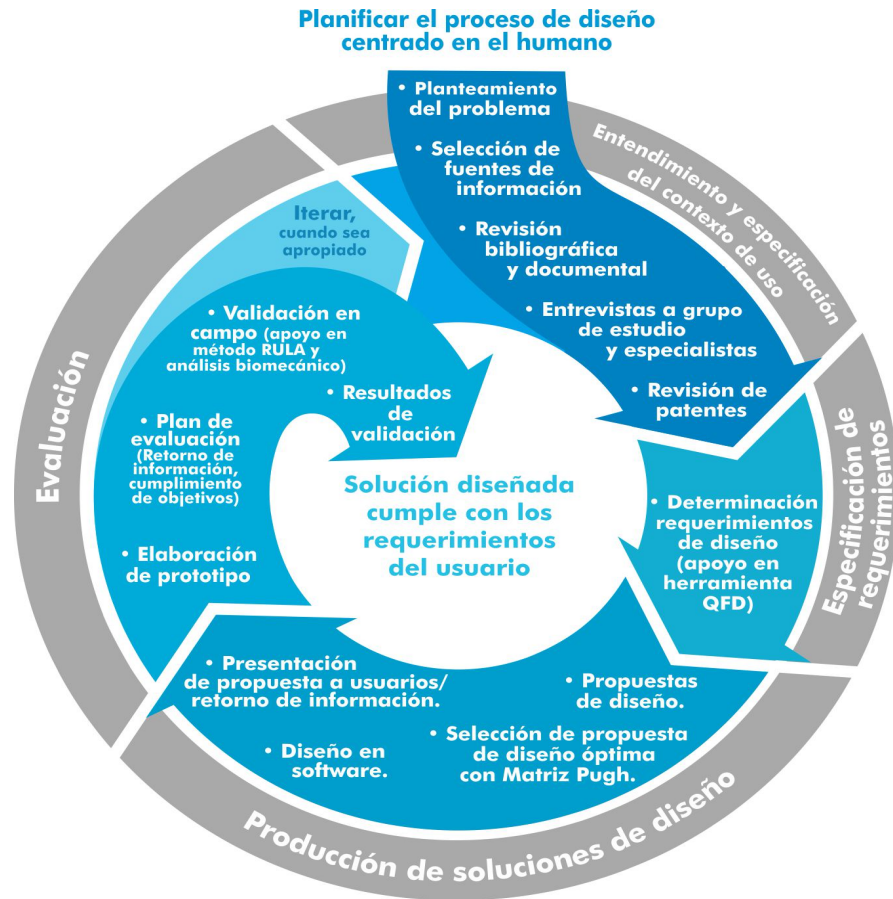 Planificar el proceso de diseño
centrado en el humano
• Planteamiento
del problema
• Selección de
fuentes de
información
• Revisión
bibliográfica
y documental
• Entrevistas a grupo
de estudio
y especialistas
• Revisión de
patentes
Entendimiento y especificación
del contexto de uso
Especificación de
requerimientos
• Determinación
requerimientos
de diseño
(apoyo en
herramienta
QFD)
• Propuestas
de diseño.
• Selección de propuesta
de diseño óptima
con Matriz Pugh.
• Diseño en
software.
• Presentación
de propuesta a usuarios/
retorno de información.
Producción de soluciones de diseño
• Elaboración
de prototipo
• Plan de
evaluación
(Retorno de
información,
cumplimiento
de objetivos)
• Validación en
campo (apoyo en
método RULA y
análisis biomecánico)
• Resultados
de
validación
Evaluación
Iterar,
cuando sea
apropiado
Solución diseñada
cumple con los
requerimientos
del usuario